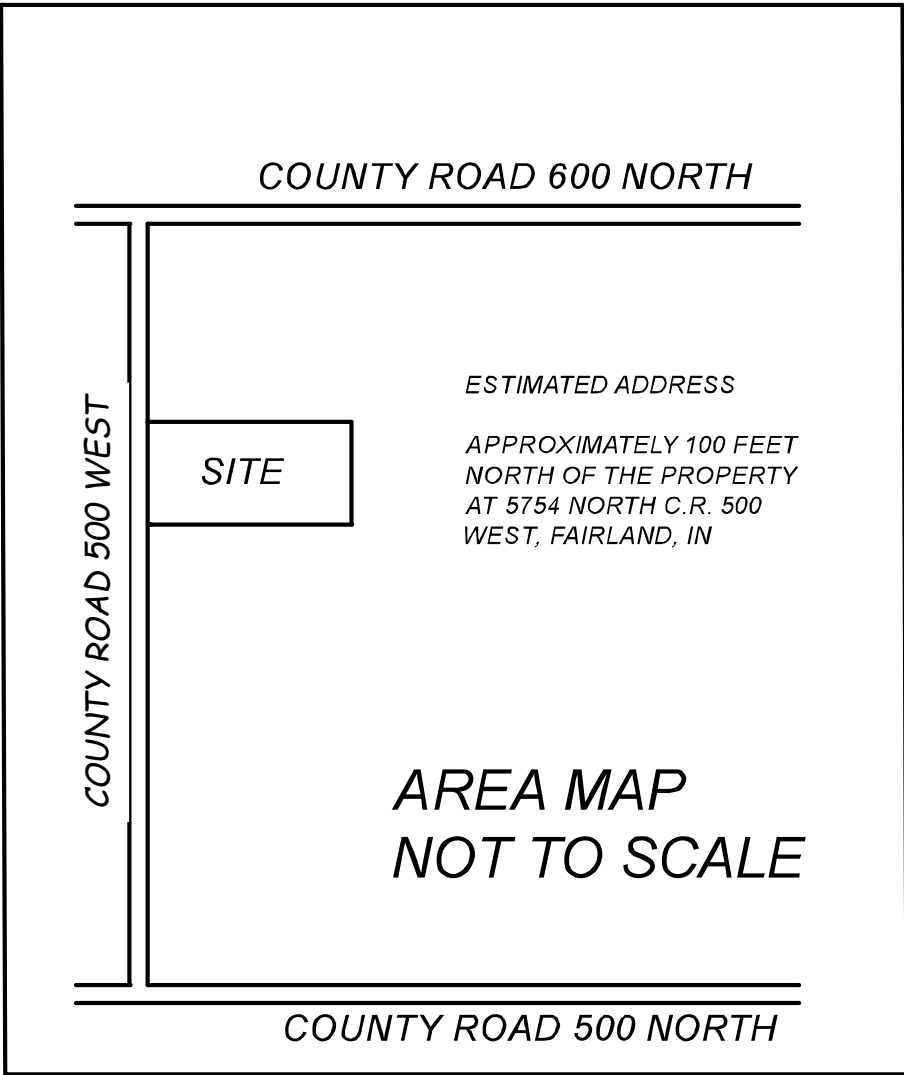 COUNTY ROAD 600 NORTH
ESTIMATED ADDRESS
APPROXIMATELY 100 FEET
NORTH OF THE PROPERTY
AT 5754 NORTH C.R. 500
WEST, FAIRLAND, IN
SITE
COUNTY ROAD 500 WEST
AREA MAP
NOT TO SCALE
COUNTY ROAD 500 NORTH